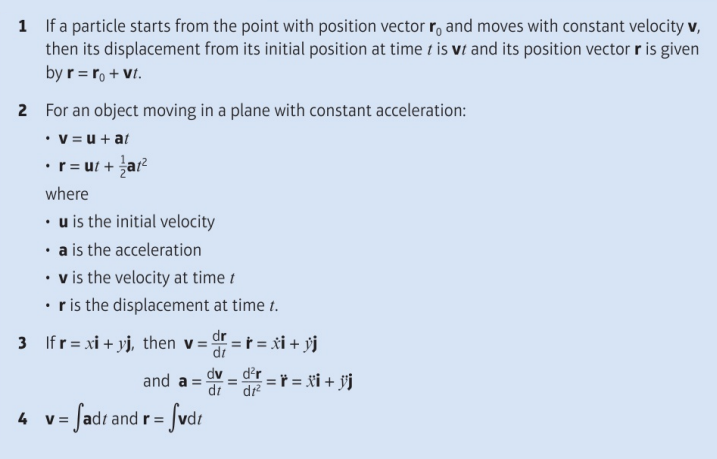 1 If a particle starts from the point with position vector r₀ and moves with constant velocity v,
then its displacement from its initial position at time t is vt and its position vector r is given
by r = r₀ + vt.
2 For an object moving in a plane with constant acceleration:
• v = u + at
• r = ut + ½at²
where
• u is the initial velocity
• a is the acceleration
• v is the velocity at time t
• r is the displacement at time t.
3 If r = xi + yj, then v = dr/dt = ṙ = ẋi + ẏj
and a = dv/dt = d²r/dt² = r̈ = ẍi + ÿj
4 v = ∫adt and r = ∫vdt